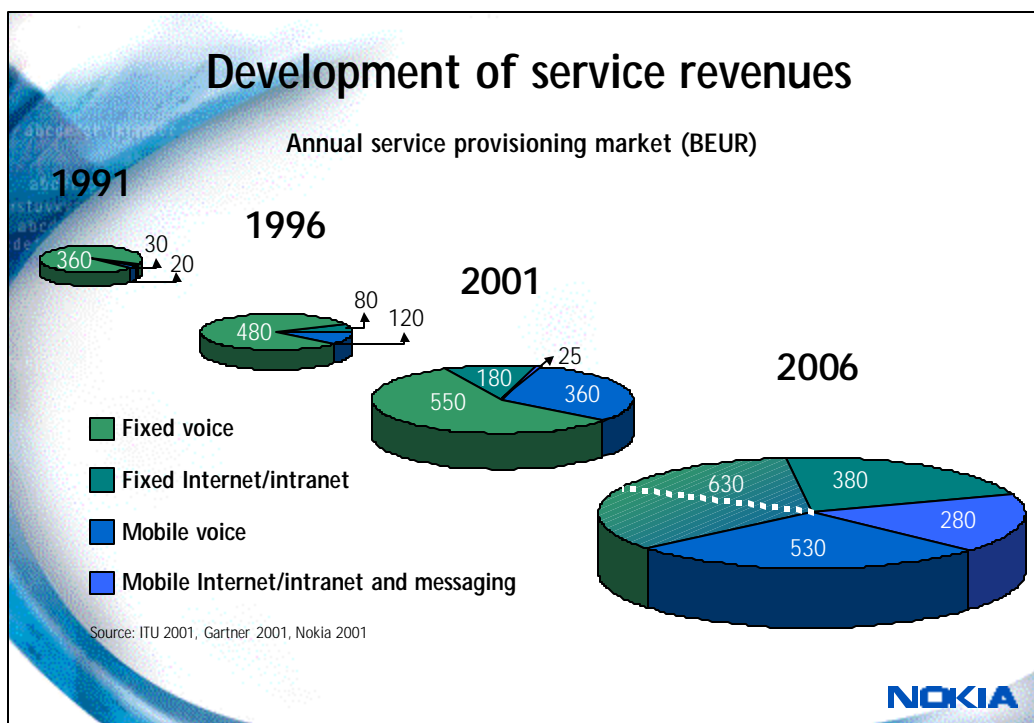 Development of service revenues
Annual service provisioning market (BEUR)
1991
360
30
20
1996
480
80
120
2001
550
180
25
360
2006
630
380
280
530
Fixed voice
Fixed Internet/intranet
Mobile voice
Mobile Internet/intranet and messaging
Source: ITU 2001, Gartner 2001, Nokia 2001
NOKIA